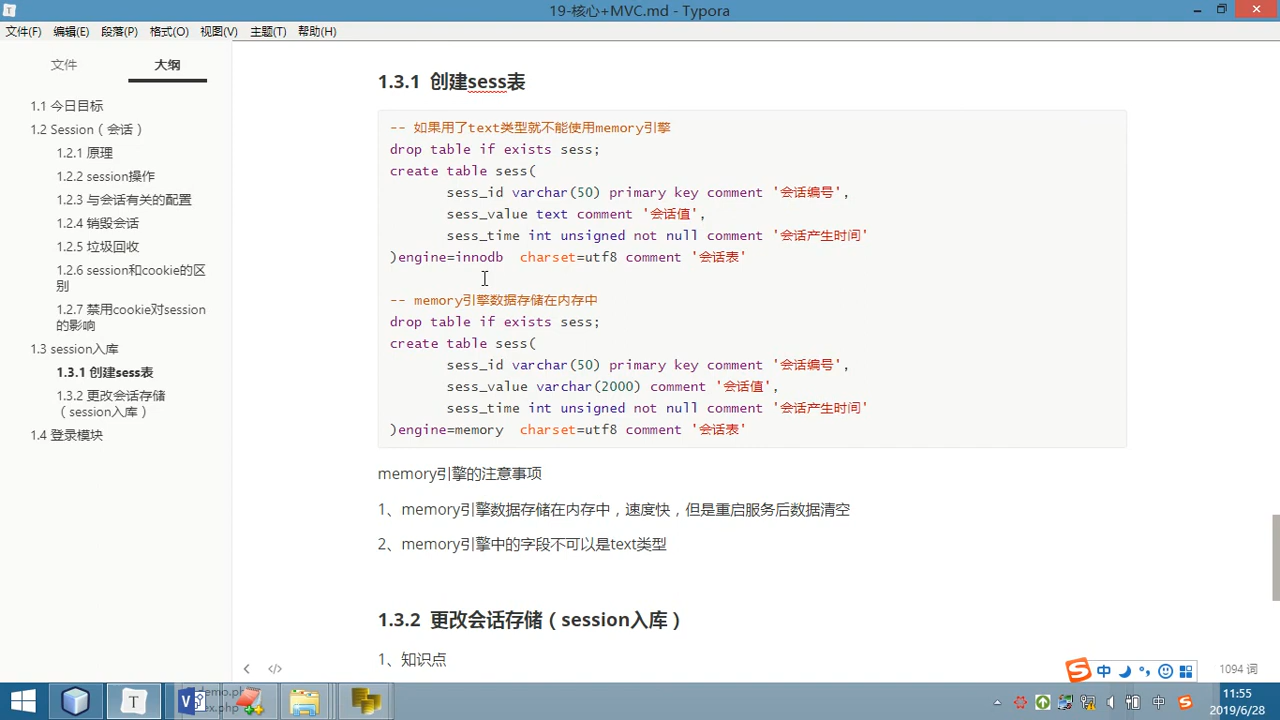 19-核心+MVC.md - Typora
文件(F) 编辑(E) 段落(P) 格式(O) 视图(V) 主题(T) 帮助(H)
文件 大纲
1.1 今日目标
1.2 Session（会话）
1.2.1 原理
1.2.2 session操作
1.2.3 与会话有关的配置
1.2.4 销毁会话
1.2.5 垃圾回收
1.2.6 session和cookie的区
别
1.2.7 禁用cookie对session
的影响
1.3 session入库
1.3.1 创建sess表
1.3.2 更改会话存储
（session入库）
1.4 登录模块
1.3.1 创建sess表
-- 如果用了text类型就不能使用memory引擎
drop table if exists sess;
create table sess(
sess_id varchar(50) primary key comment '会话编号',
sess_value text comment '会话值',
sess_time int unsigned not null comment '会话产生时间'
)engine=innodb charset=utf8 comment '会话表'
-- memory引擎数据存储在内存中
drop table if exists sess;
create table sess(
sess_id varchar(50) primary key comment '会话编号',
sess_value varchar(2000) comment '会话值',
sess_time int unsigned not null comment '会话产生时间'
)engine=memory charset=utf8 comment '会话表'
memory引擎的注意事项
1、memory引擎数据存储在内存中，速度快，但是重启服务后数据清空
2、memory引擎中的字段不可以是text类型
1.3.2 更改会话存储（session入库）
1、知识点
1094 词
中
中
11:55
2019/6/28